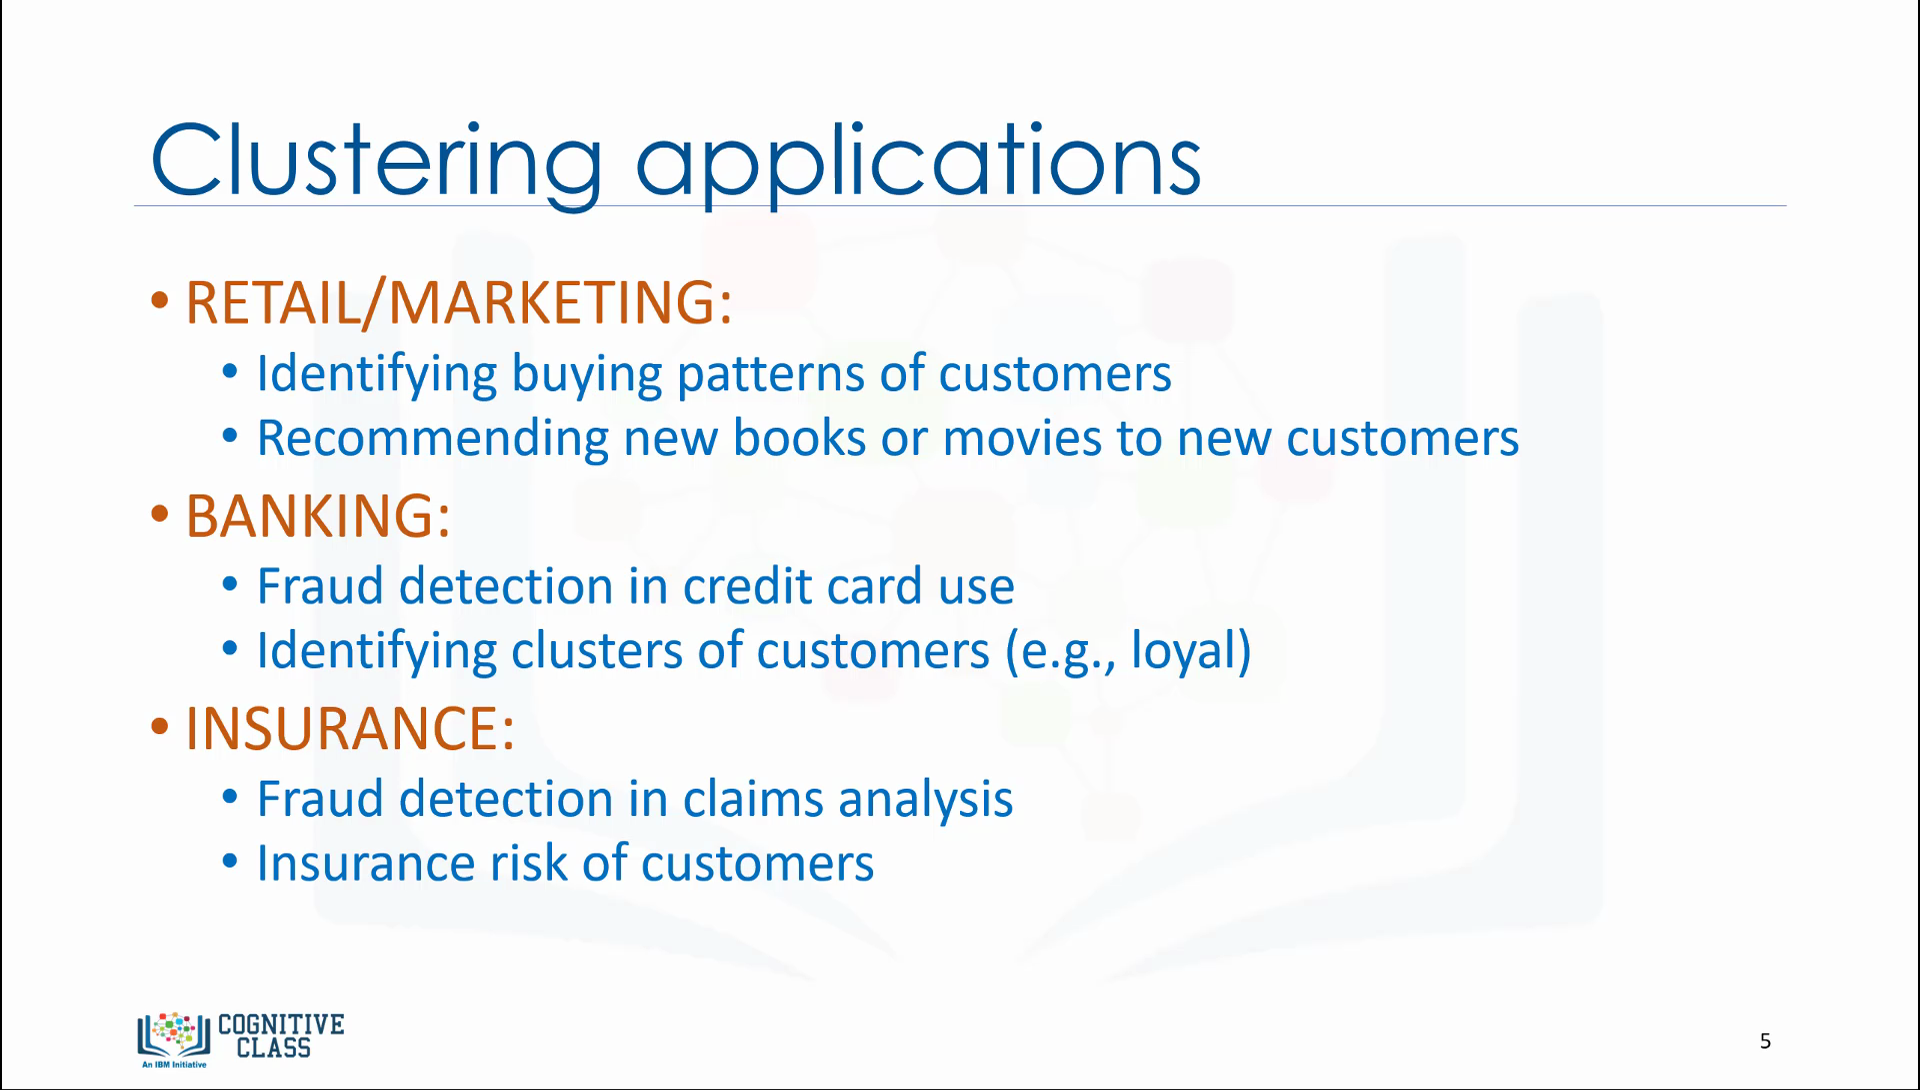 Clustering applications
• RETAIL/MARKETING:
• Identifying buying patterns of customers
• Recommending new books or movies to new customers
• BANKING:
• Fraud detection in credit card use
• Identifying clusters of customers (e.g., loyal)
• INSURANCE:
• Fraud detection in claims analysis
• Insurance risk of customers
COGNITIVE
CLASS
An IBM Initiative
5